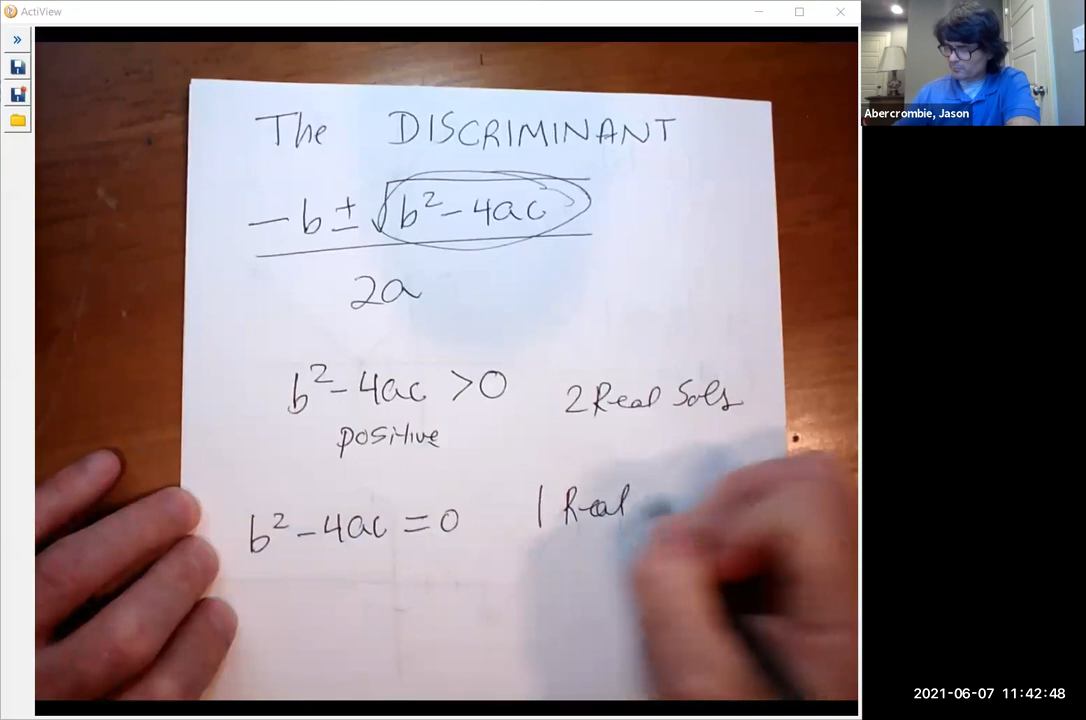 ActiView
The DISCRIMINANT
-b±√b²-4ac
2a
b²-4ac >0 2 Real Sols
positive
b²-4ac = 0 1 Real
Abercrombie, Jason
2021-06-07 11:42:48